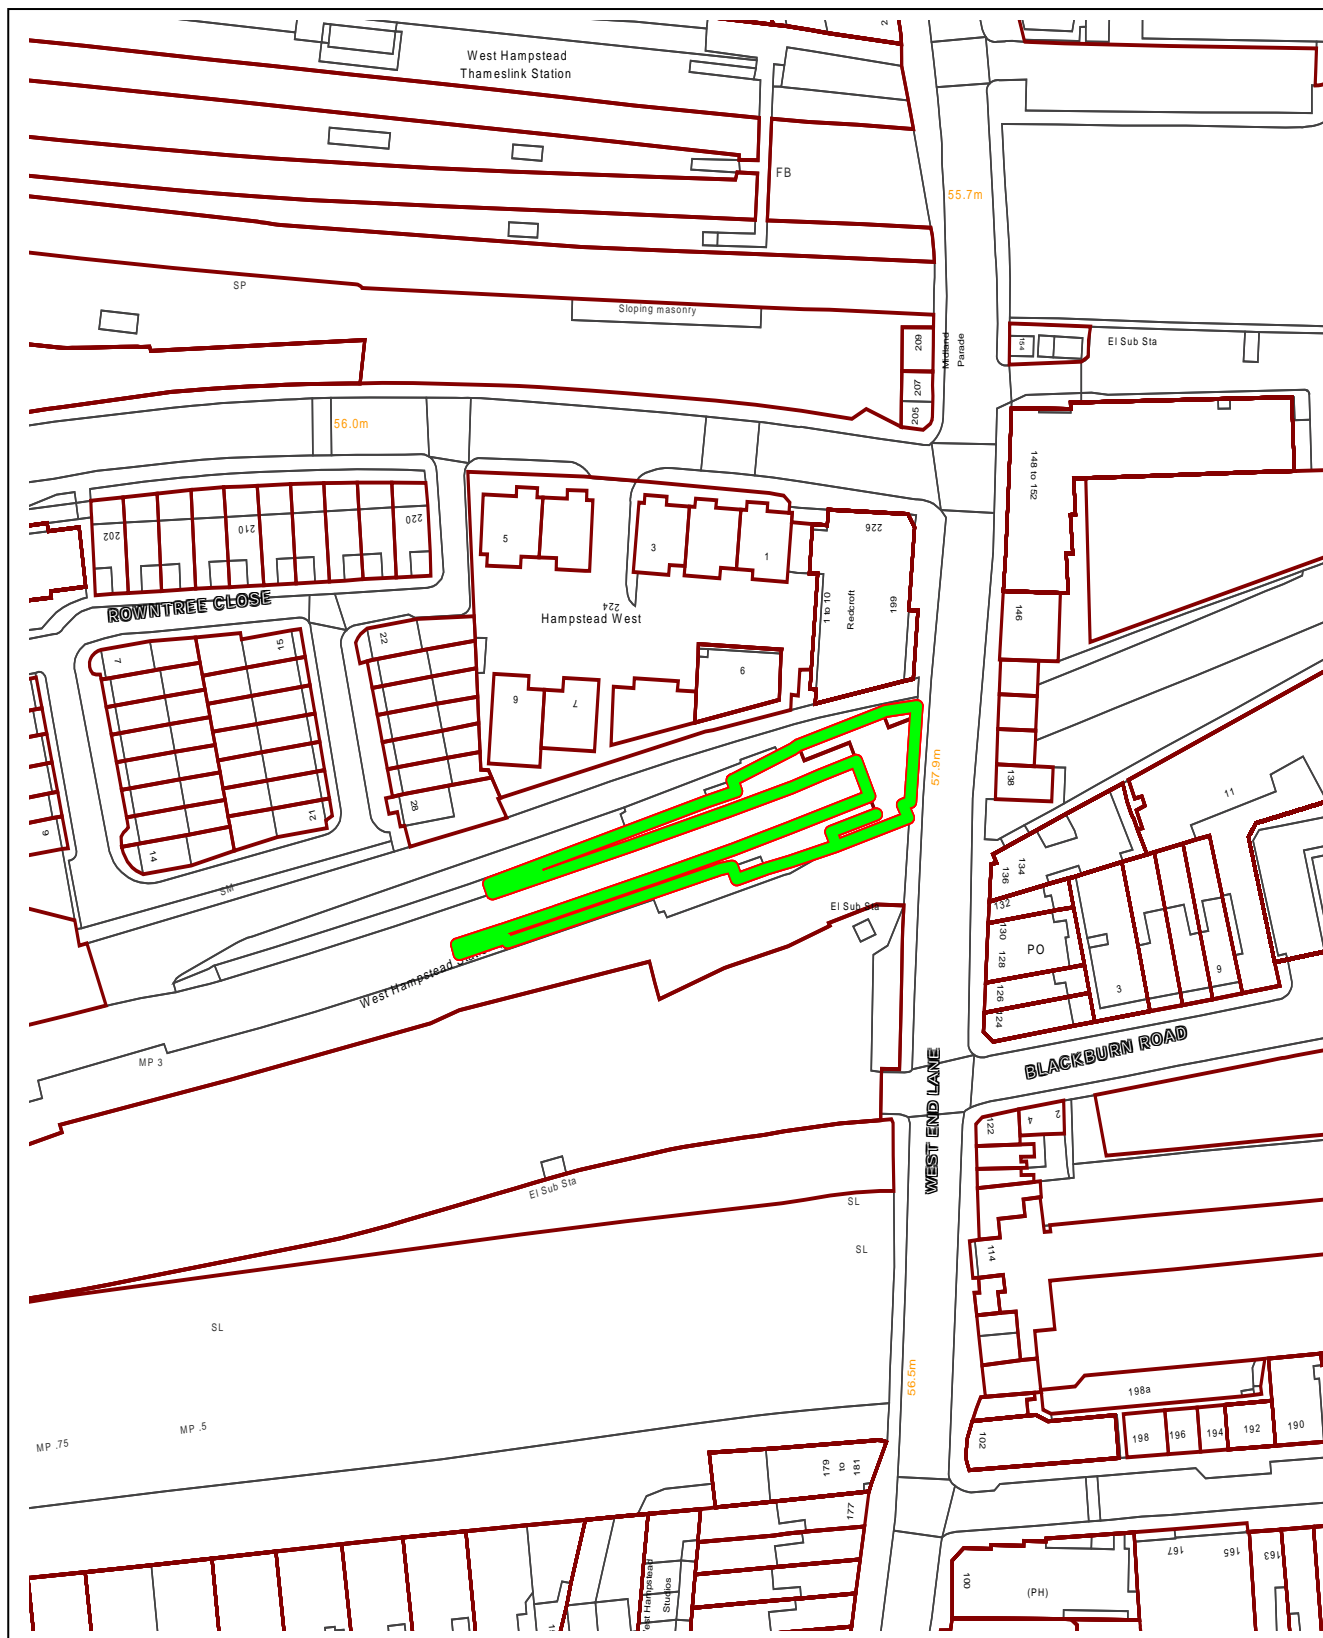 West Hampstead
Thameslink Station
FB
55.7m
SP
Sloping masonry
209
Midland
Parade
207
205
154
El Sub Sta
56.0m
148 to 152
202
210
220
5
3
1
226
1 to 10
Redcroft
199
224
Hampstead West
ROWNTREE CLOSE
146
22
15
7
6
7
9
28
21
14
9
57.9m
138
11
SM
136
134
132
130
128
PO
126
124
3
9
El Sub Sta
West Hampstead
MP 3
BLACKBURN ROAD
WEST END LANE
122
4
2
El Sub Sta
SL
SL
114
SL
56.5m
198a
MP .75
MP .5
102
198
196
194
192
190
179
to
181
177
West Hampstead
Studios
100
(PH)
167
165
163